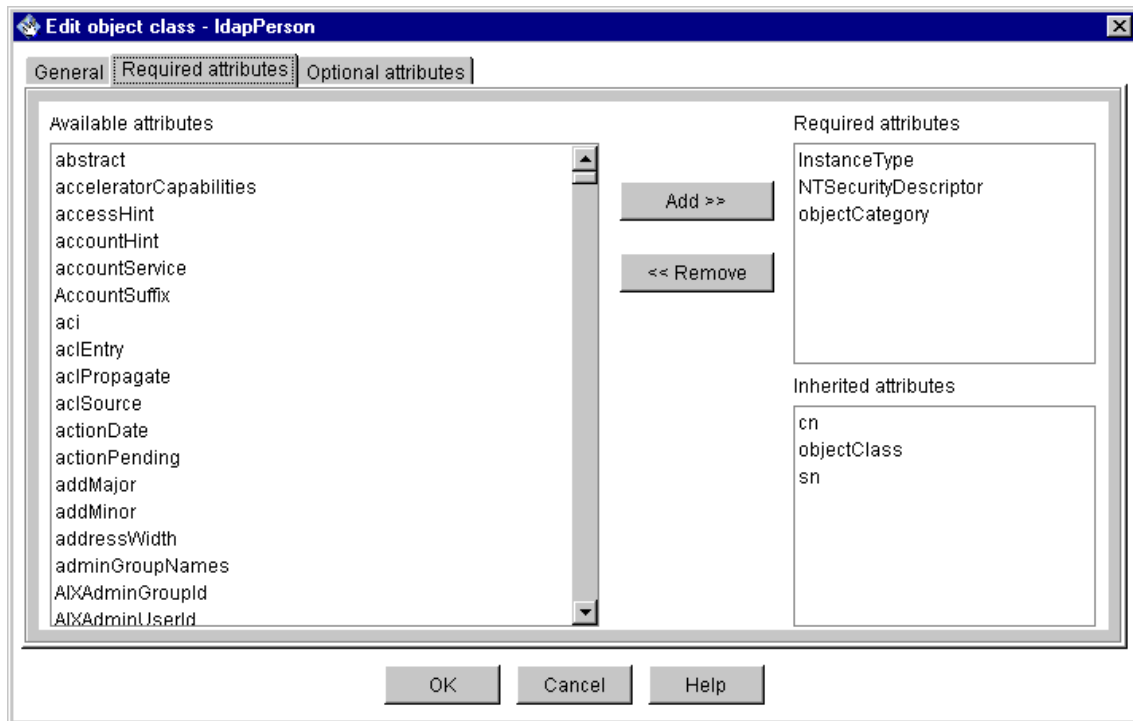 Edit object class - ldapPerson
General Required attributes Optional attributes
Available attributes
abstract
acceleratorCapabilities
accessHint
accountHint
accountService
AccountSuffix
aci
aclEntry
aclPropagate
aclSource
actionDate
actionPending
addMajor
addMinor
addressWidth
adminGroupNames
AIXAdminGroupId
AIXAdminUserId
Add >>
<< Remove
Required attributes
InstanceType
NTSecurityDescriptor
objectCategory
Inherited attributes
cn
objectClass
sn
OK Cancel Help